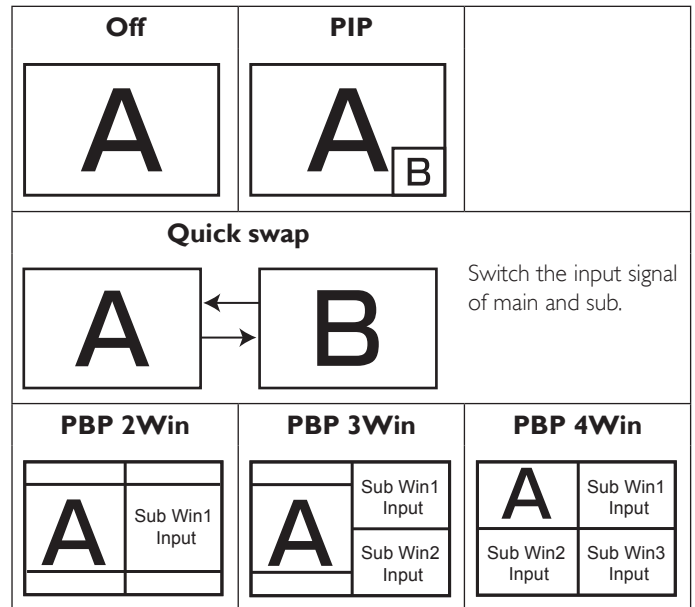 Off
PIP
A
A
B
Quick swap
A
B
Switch the input signal
of main and sub.
PBP 2Win
PBP 3Win
PBP 4Win
A
Sub Win1
Input
A
Sub Win1
Input
Sub Win2
Input
A
Sub Win1
Input
Sub Win2
Input
Sub Win3
Input